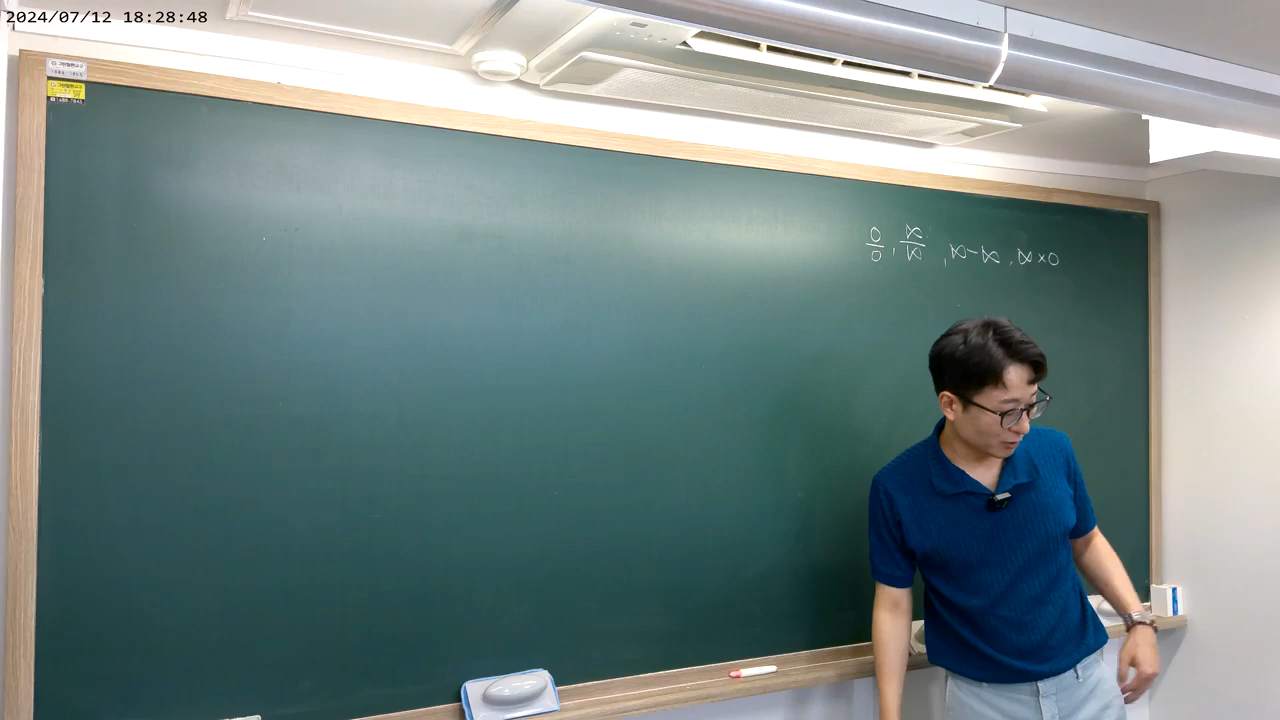 2024/07/12 18:28:48
0/0 , ∞/∞ , ∞-∞ , ∞×0